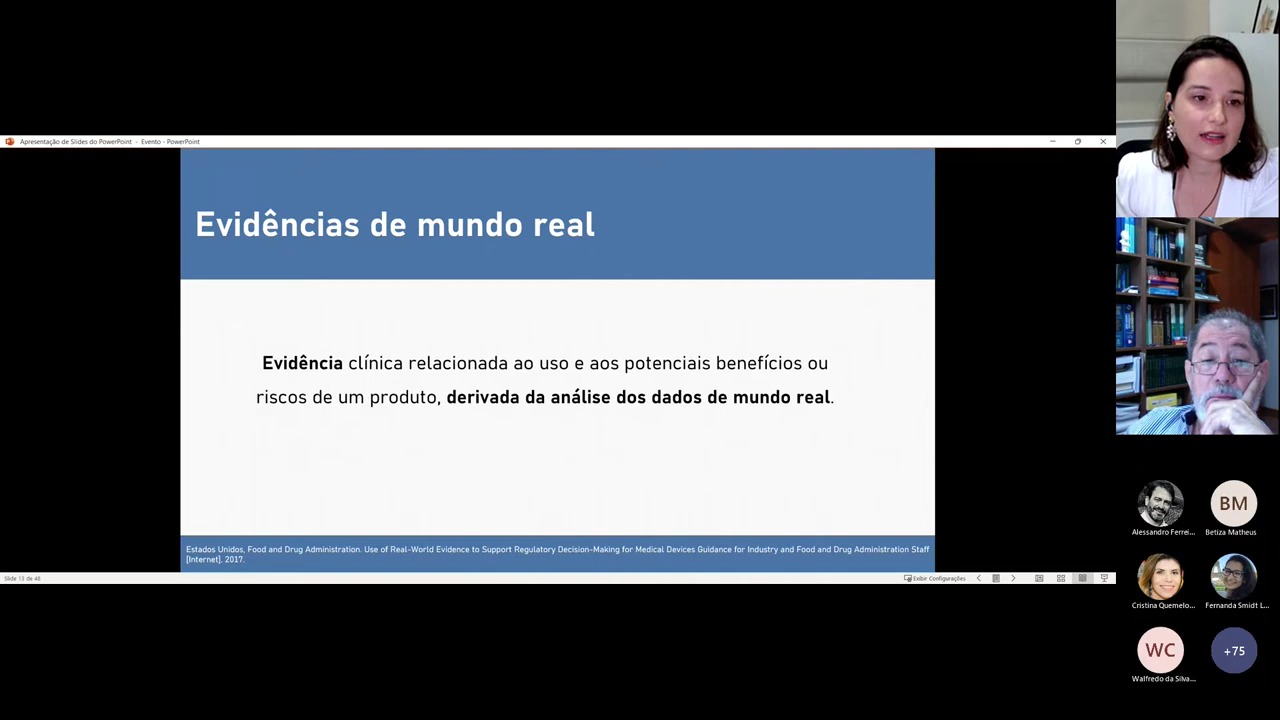 Apresentação de Slides do PowerPoint - Evento - PowerPoint
Evidências de mundo real
Evidência clínica relacionada ao uso e aos potenciais benefícios ou
riscos de um produto, derivada da análise dos dados de mundo real.
Estados Unidos, Food and Drug Administration. Use of Real-World Evidence to Support Regulatory Decision-Making for Medical Devices Guidance for Industry and Food and Drug Administration Staff
[Internet]. 2017.
Slide 13 de 48
Exibir Configurações
Alessandro Ferrei...
BM
Betiza Matheus
Cristina Quemelo...
Fernanda Smidt L...
WC
Walfredo da Silva...
+75